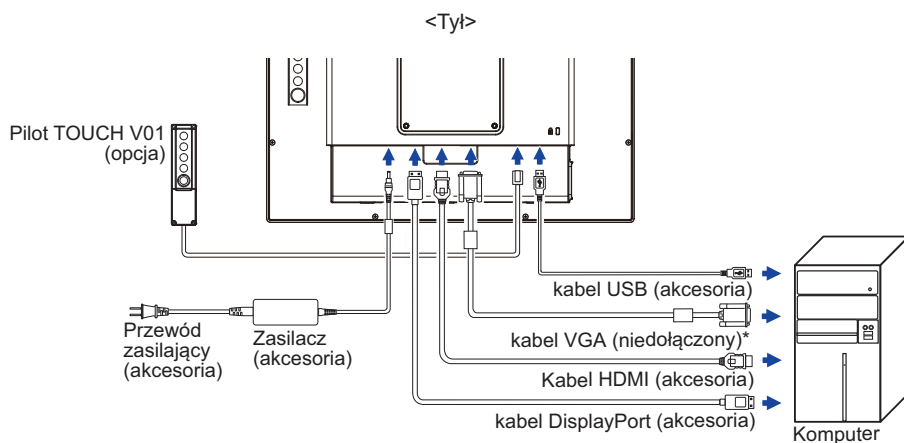 <Tył>
Pilot TOUCH V01
(opcja)
kabel USB (akcesoria)
Przewód
zasilający
(akcesoria)
Zasilacz
(akcesoria)
kabel VGA (niedołączony)*
Kabel HDMI (akcesoria)
kabel DisplayPort (akcesoria)
Komputer